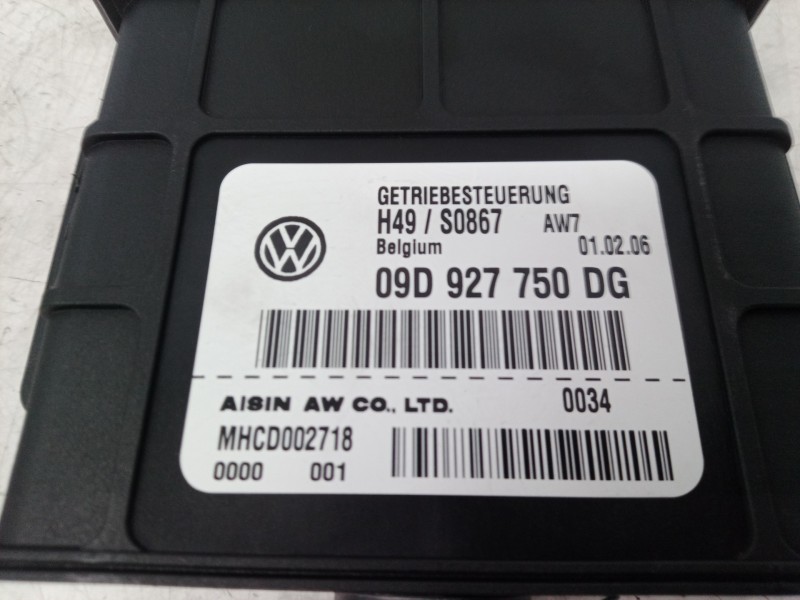 GETRIEBESTEUERUNG
H49 / S0867 AW7
Belgium 01.02.06
09D 927 750 DG
AISIN AW CO., LTD. 0034
MHCD002718
0000 001